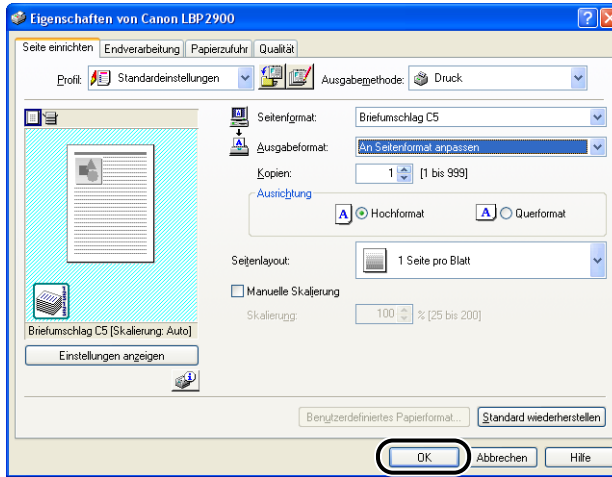 Eigenschaften von Canon LBP2900
Seite einrichten Endverarbeitung Papierzufuhr Qualität
Profil: Standardeinstellungen Ausgabemethode: Druck
Seitenformat: Briefumschlag C5
Ausgabeformat: An Seitenformat anpassen
Kopien: 1 [1 bis 999]
Ausrichtung
A Hochformat A Querformat
Seitenlayout: 1 Seite pro Blatt
Manuelle Skalierung
Skalierung: 100 % [25 bis 200]
Briefumschlag C5 [Skalierung: Auto]
Einstellungen anzeigen
Benutzerdefiniertes Papierformat... Standard wiederherstellen
OK Abbrechen Hilfe